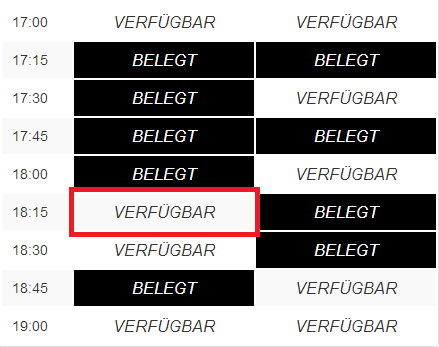 17:00 VERFÜGBAR VERFÜGBAR
17:15 BELEGT BELEGT
17:30 BELEGT VERFÜGBAR
17:45 BELEGT BELEGT
18:00 BELEGT VERFÜGBAR
18:15 VERFÜGBAR BELEGT
18:30 VERFÜGBAR BELEGT
18:45 BELEGT VERFÜGBAR
19:00 VERFÜGBAR VERFÜGBAR